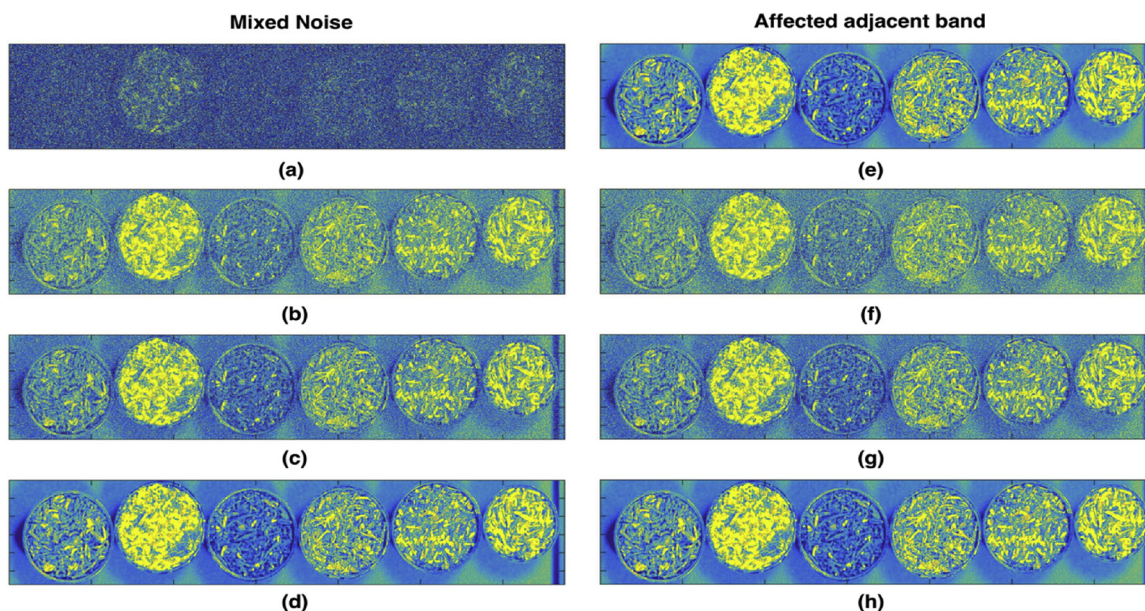 Mixed Noise
Affected adjacent band
(a)
(e)
(b)
(f)
(c)
(g)
(d)
(h)